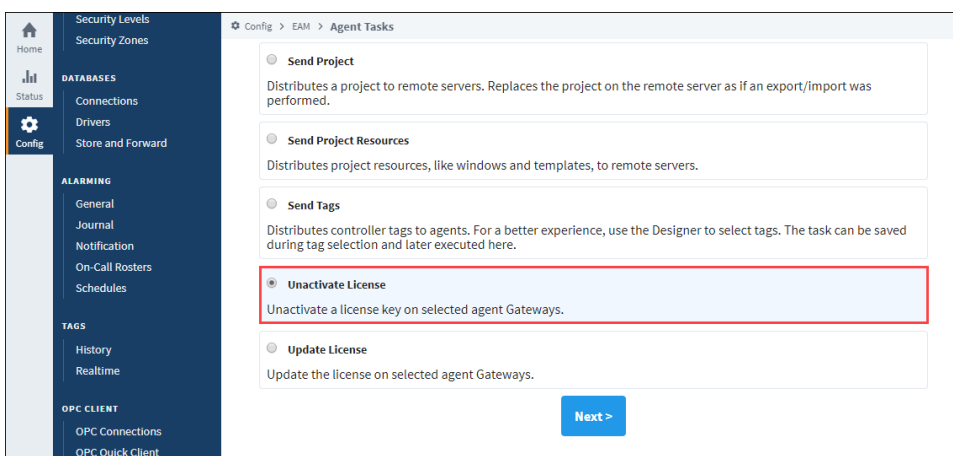 Home
Status
Config
Security Levels
Security Zones
DATABASES
Connections
Drivers
Store and Forward
ALARMING
General
Journal
Notification
On-Call Rosters
Schedules
TAGS
History
Realtime
OPC CLIENT
OPC Connections
OPC Quick Client
Config > EAM > Agent Tasks
Send Project
Distributes a project to remote servers. Replaces the project on the remote server as if an export/import was
performed.
Send Project Resources
Distributes project resources, like windows and templates, to remote servers.
Send Tags
Distributes controller tags to agents. For a better experience, use the Designer to select tags. The task can be saved
during tag selection and later executed here.
Unactivate License
Unactivate a license key on selected agent Gateways.
Update License
Update the license on selected agent Gateways.
Next >